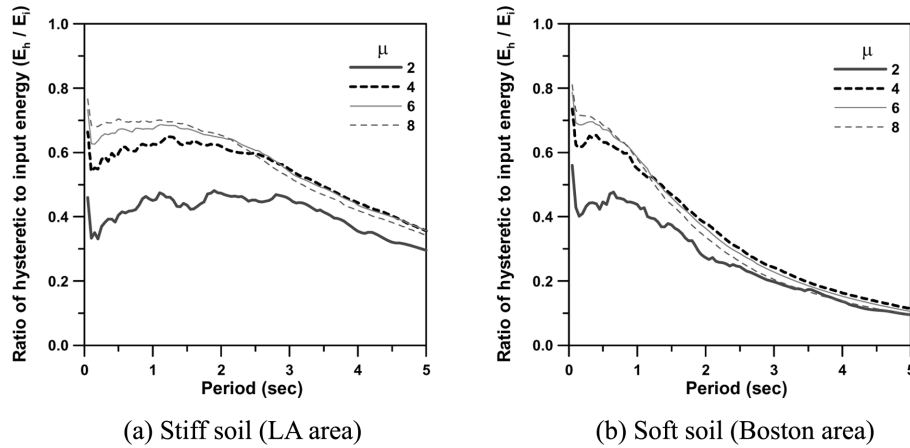 Ratio of hysteretic to input energy (Eh / Ei)
1.0
0.8
0.6
0.4
0.2
0.0
μ
2
4
6
8
0 1 2 3 4 5
Period (sec)
(a) Stiff soil (LA area)
Ratio of hysteretic to input energy (Eh / Ei)
1.0
0.8
0.6
0.4
0.2
0.0
μ
2
4
6
8
0 1 2 3 4 5
Period (sec)
(b) Soft soil (Boston area)